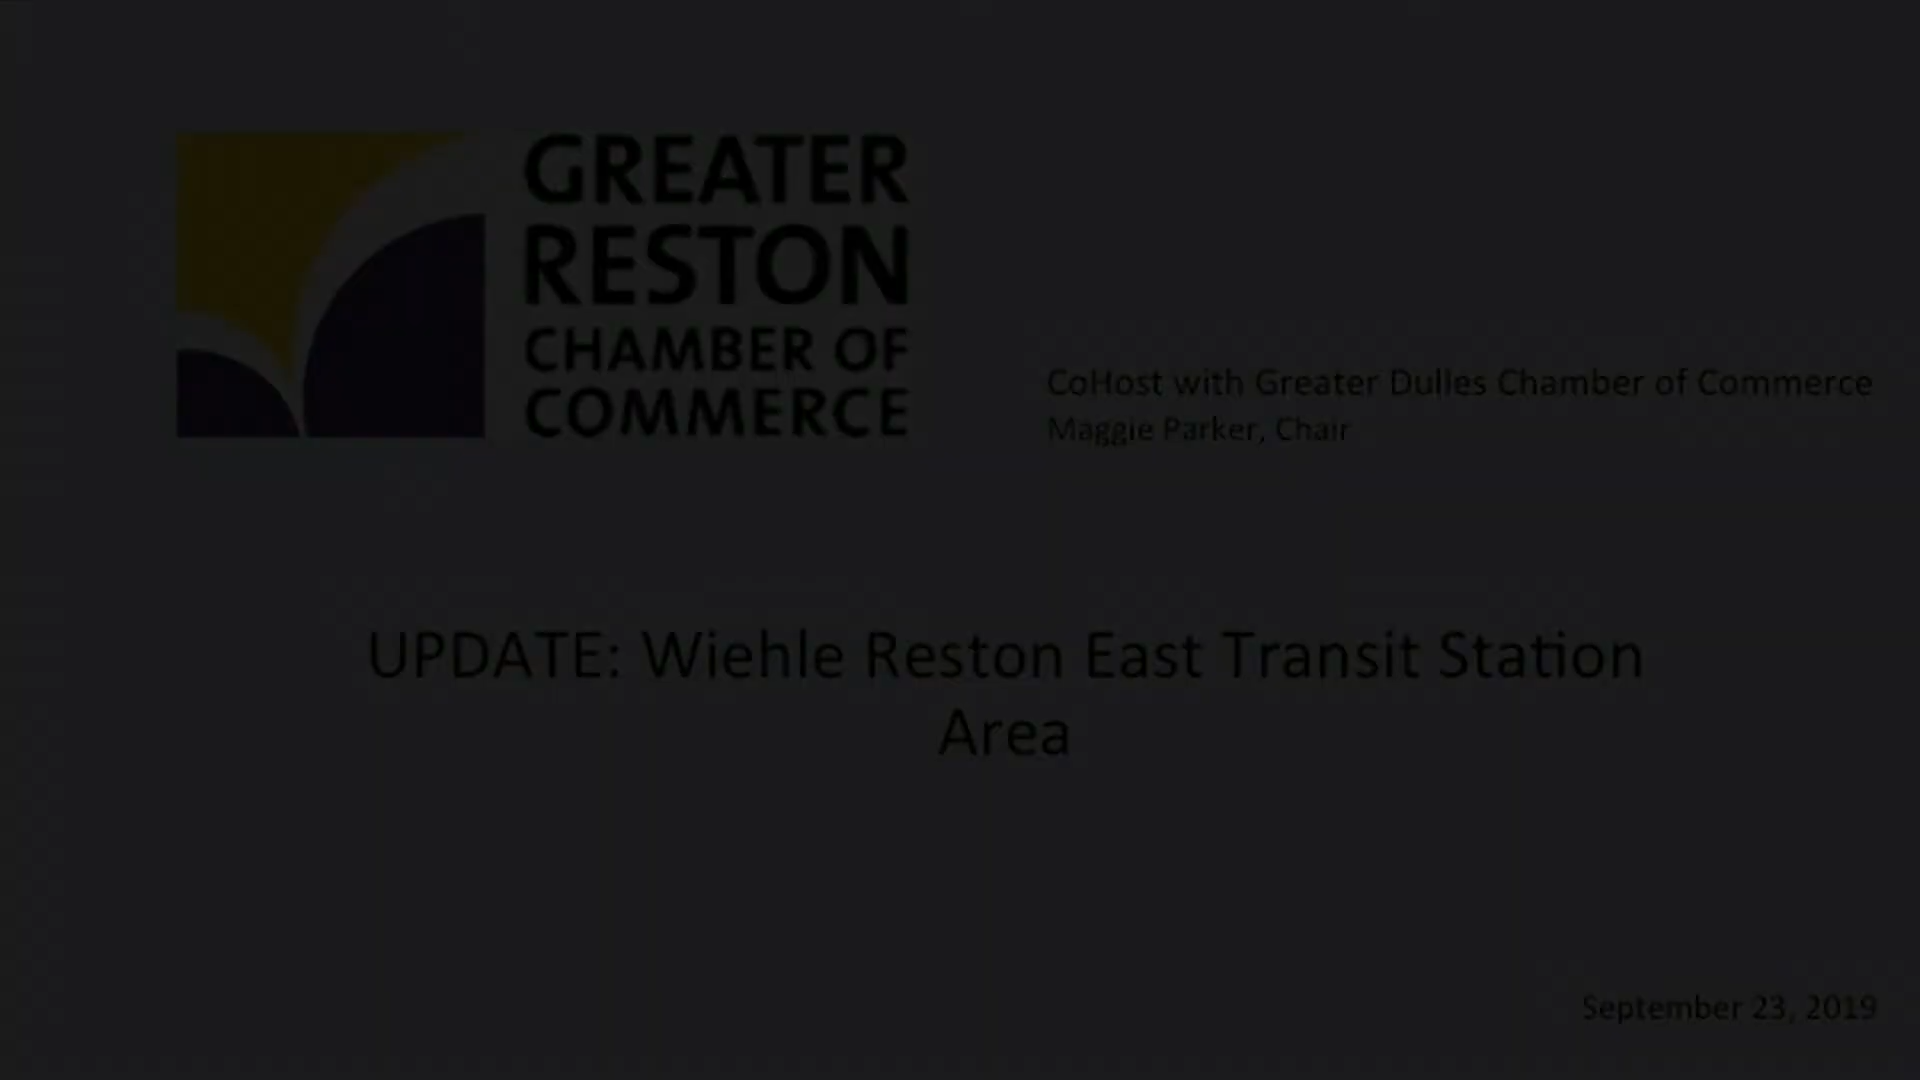 GREATER
RESTON
CHAMBER OF
COMMERCE
CoHost with Greater Dulles Chamber of Commerce
Maggie Parker, Chair
UPDATE: Wiehle Reston East Transit Station
Area
September 23, 2019